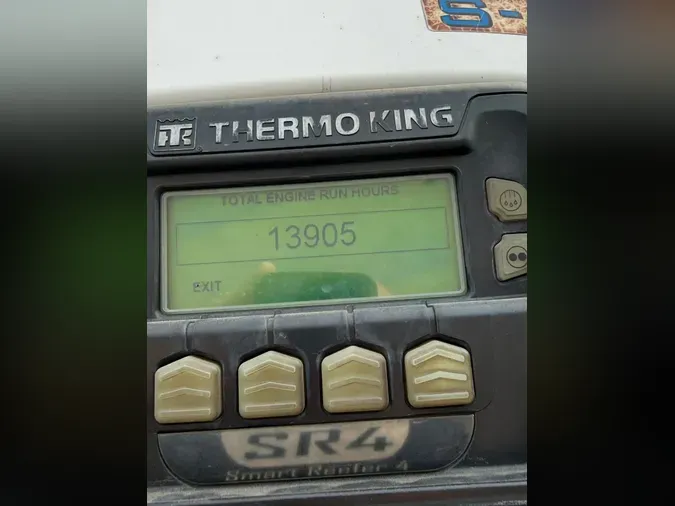 S-
THERMO KING
TOTAL ENGINE RUN HOURS
13905
EXIT
SR4
Smart Reefer 4